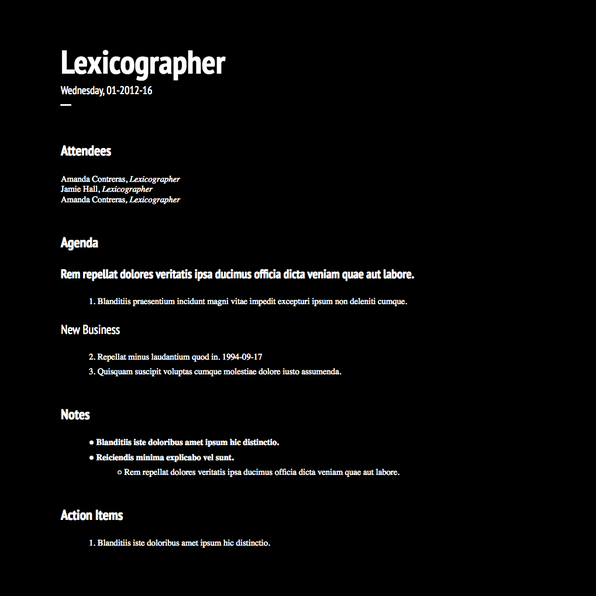 Lexicographer
Wednesday, 01-2012-16
Attendees
Amanda Contreras, Lexicographer
Jamie Hall, Lexicographer
Amanda Contreras, Lexicographer
Agenda
Rem repellat dolores veritatis ipsa ducimus officia dicta veniam quae aut labore.
1. Blanditiis praesentium incidunt magni vitae impedit excepturi ipsum non deleniti cumque.
New Business
2. Repellat minus laudantium quod in. 1994-09-17
3. Quisquam suscipit voluptas cumque molestiae dolore iusto assumenda.
Notes
● Blanditiis iste doloribus amet ipsum hic distinctio.
● Reiciendis minima explicabo vel sunt.
○ Rem repellat dolores veritatis ipsa ducimus officia dicta veniam quae aut labore.
Action Items
1. Blanditiis iste doloribus amet ipsum hic distinctio.